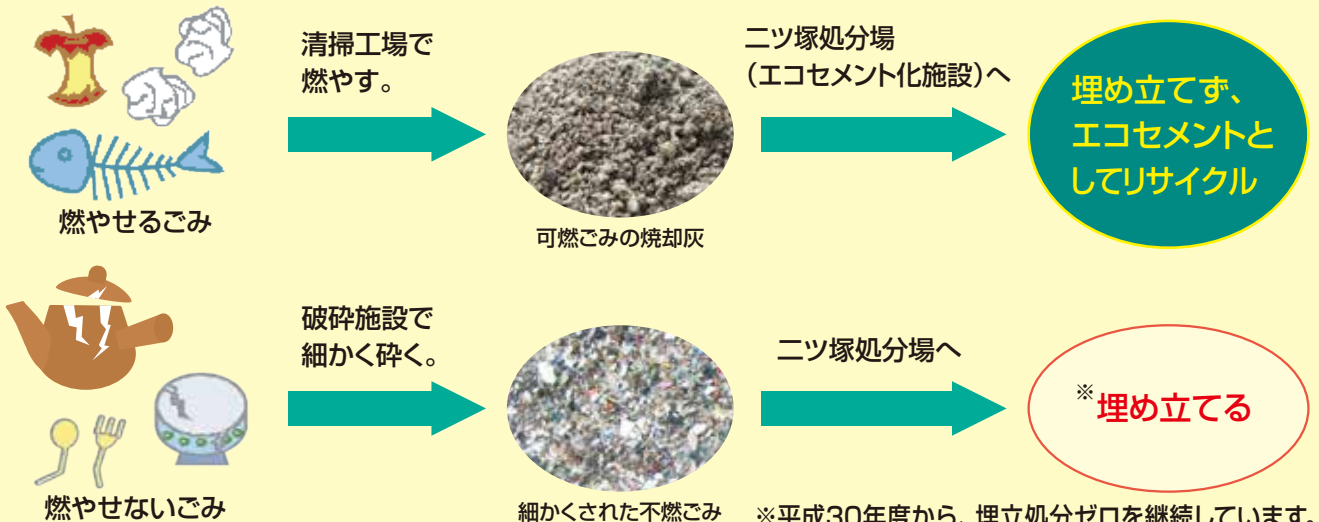 燃やせるごみ
清掃工場で
燃やす。
可燃ごみの焼却灰
二ツ塚処分場
(エコセメント化施設)へ
埋め立てず、
エコセメントと
してリサイクル
燃やせないごみ
破砕施設で
細かく砕く。
細かくされた不燃ごみ
二ツ塚処分場へ
※埋め立てる
※平成30年度から、埋立処分ゼロを継続しています。